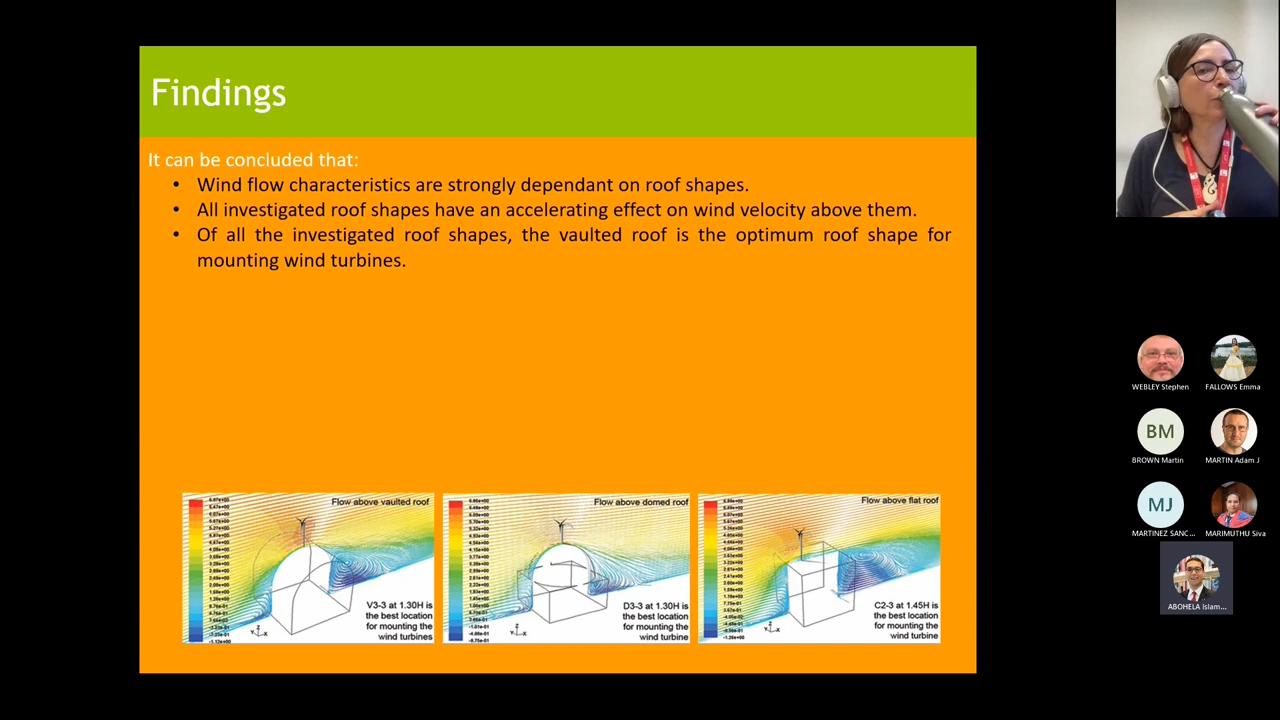 Findings
It can be concluded that:
• Wind flow characteristics are strongly dependant on roof shapes.
• All investigated roof shapes have an accelerating effect on wind velocity above them.
• Of all the investigated roof shapes, the vaulted roof is the optimum roof shape for
mounting wind turbines.
Flow above vaulted roof
V3-3 at 1.30H is
the best location
for mounting the
wind turbines
Flow above domed roof
D3-3 at 1.30H is
the best location
for mounting the
wind turbine
Flow above flat roof
C2-3 at 1.45H is
the best location
for mounting the
wind turbine
WEBLEY Stephen
FALLOWS Emma
BM
BROWN Martin
MARTIN Adam J
MJ
MARTINEZ SANC...
MARIMUTHU Siva
ABOHELA Islam...